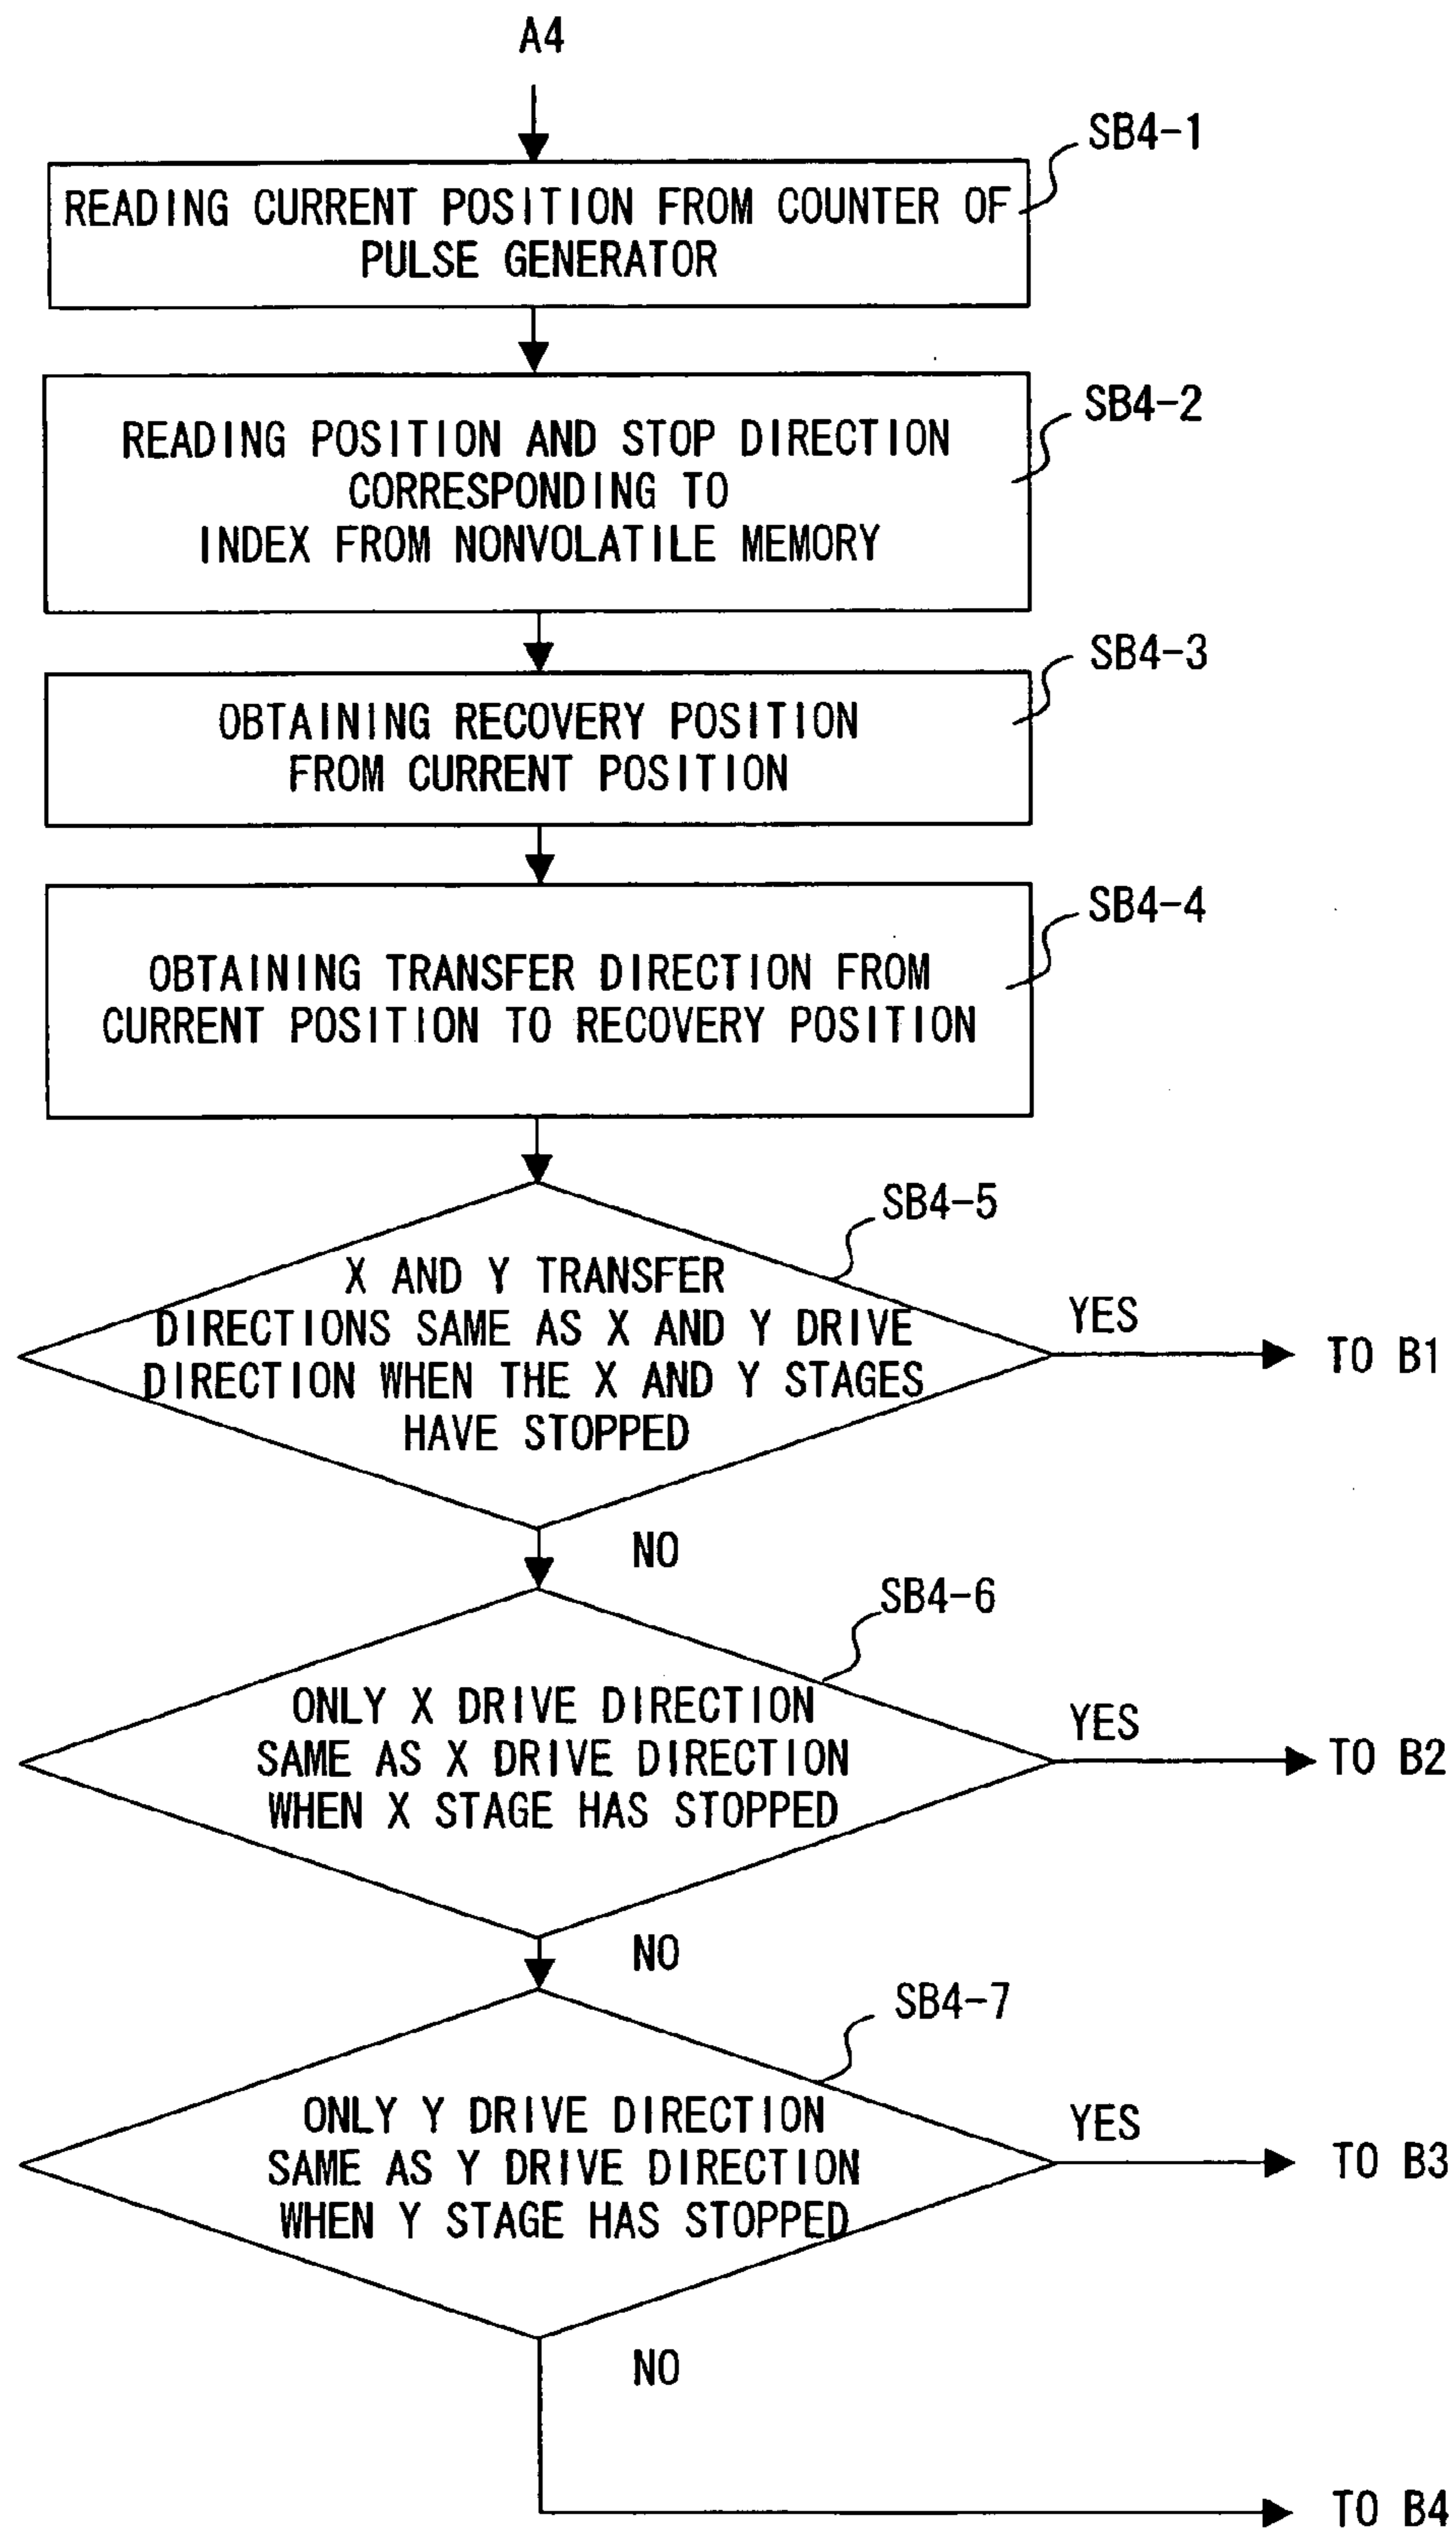 A4
SB4-1
READING CURRENT POSITION FROM COUNTER OF
PULSE GENERATOR
SB4-2
READING POSITION AND STOP DIRECTION
CORRESPONDING TO
INDEX FROM NONVOLATILE MEMORY
SB4-3
OBTAINING RECOVERY POSITION
FROM CURRENT POSITION
SB4-4
OBTAINING TRANSFER DIRECTION FROM
CURRENT POSITION TO RECOVERY POSITION
SB4-5
X AND Y TRANSFER
DIRECTIONS SAME AS X AND Y DRIVE
DIRECTION WHEN THE X AND Y STAGES
HAVE STOPPED
YES
TO B1
NO
SB4-6
ONLY X DRIVE DIRECTION
SAME AS X DRIVE DIRECTION
WHEN X STAGE HAS STOPPED
YES
TO B2
NO
SB4-7
ONLY Y DRIVE DIRECTION
SAME AS Y DRIVE DIRECTION
WHEN Y STAGE HAS STOPPED
YES
TO B3
NO
TO B4